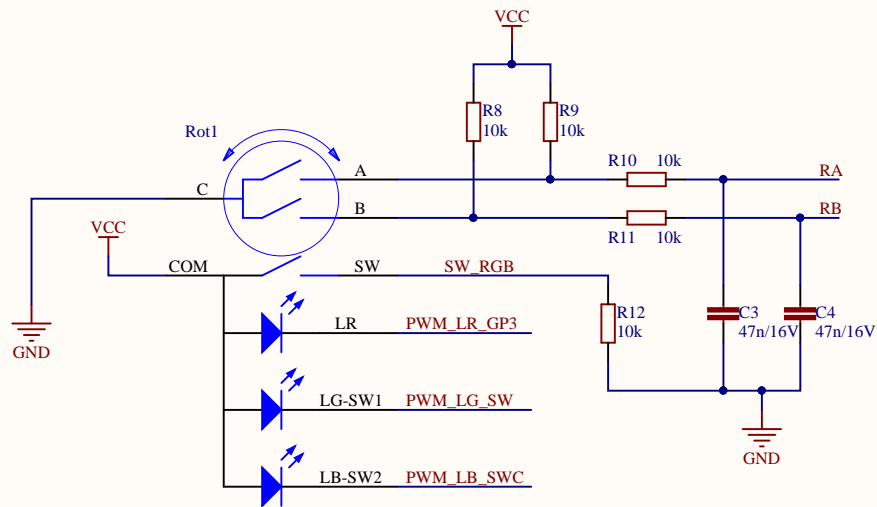 VCC
R8
10k
R9
10k
Rot1
A
R10 10k
RA
C
B
RB
R11 10k
VCC
COM
SW
SW_RGB
R12
10k
C3
47n/16V
C4
47n/16V
LR
PWM_LR_GP3
GND
LG-SW1
PWM_LG_SW
GND
LB-SW2
PWM_LB_SWC